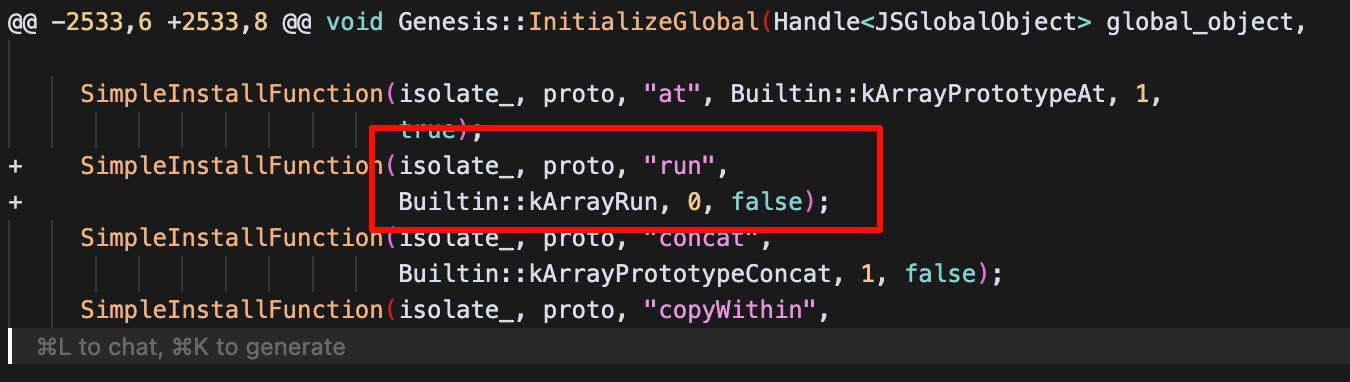 @@ -2533,6 +2533,8 @@ void Genesis::InitializeGlobal(Handle<JSGlobalObject> global_object,
SimpleInstallFunction(isolate_, proto, "at", Builtin::kArrayPrototypeAt, 1,
true);
+ SimpleInstallFunction(isolate_, proto, "run",
+ Builtin::kArrayRun, 0, false);
SimpleInstallFunction(isolate_, proto, "concat",
Builtin::kArrayPrototypeConcat, 1, false);
SimpleInstallFunction(isolate_, proto, "copyWithin",
⌘L to chat, ⌘K to generate